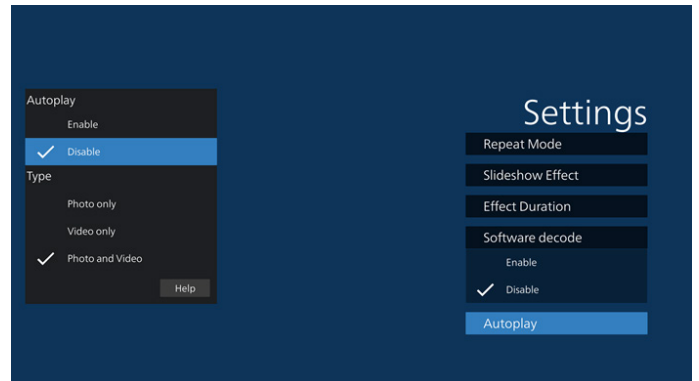 Autoplay
Enable
Disable
Type
Photo only
Video only
Photo and Video
Help
Settings
Repeat Mode
Slideshow Effect
Effect Duration
Software decode
Enable
Disable
Autoplay